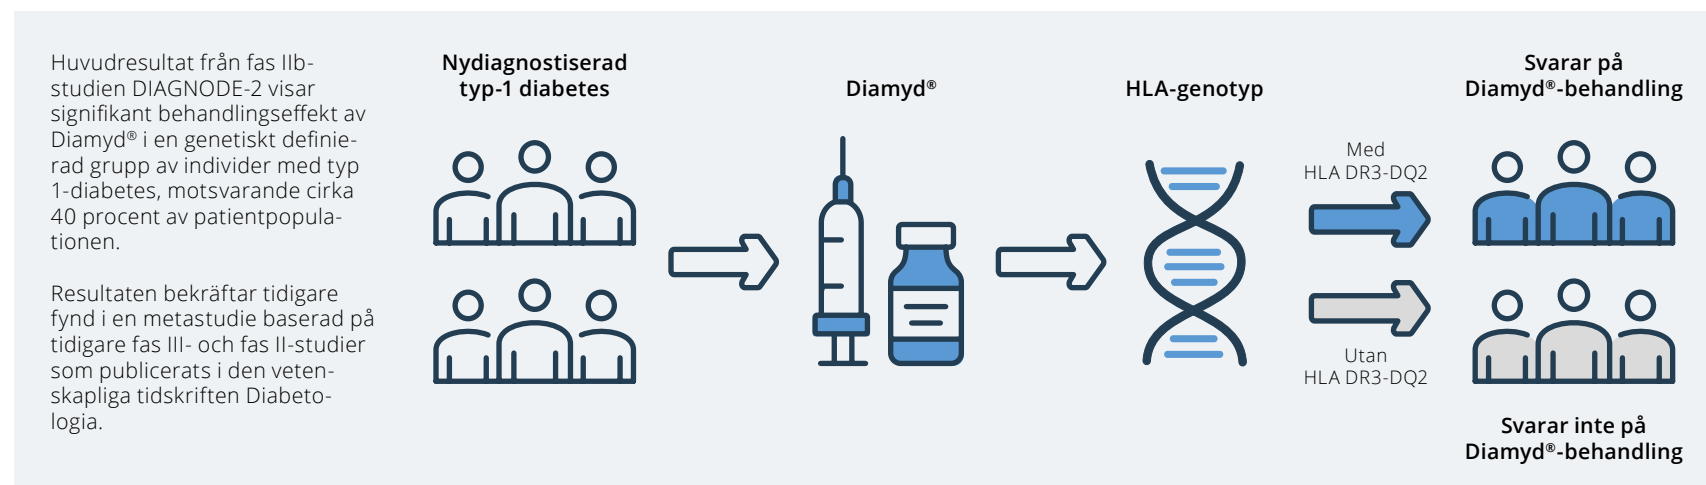 Huvudresultat från fas IIb-
studien DIAGNODE-2 visar
signifikant behandlingseffekt av
Diamyd® i en genetiskt definie-
rad grupp av individer med typ
1-diabetes, motsvarande cirka
40 procent av patientpopula-
tionen.
Resultaten bekräftar tidigare
fynd i en metastudie baserad på
tidigare fas III- och fas II-studier
som publicerats i den veten-
skapliga tidskriften Diabeto-
logia.
Nydiagnostiserad
typ-1 diabetes
Diamyd®
HLA-genotyp
Med
HLA DR3-DQ2
Utan
HLA DR3-DQ2
Svarar på
Diamyd®-behandling
Svarar inte på
Diamyd®-behandling